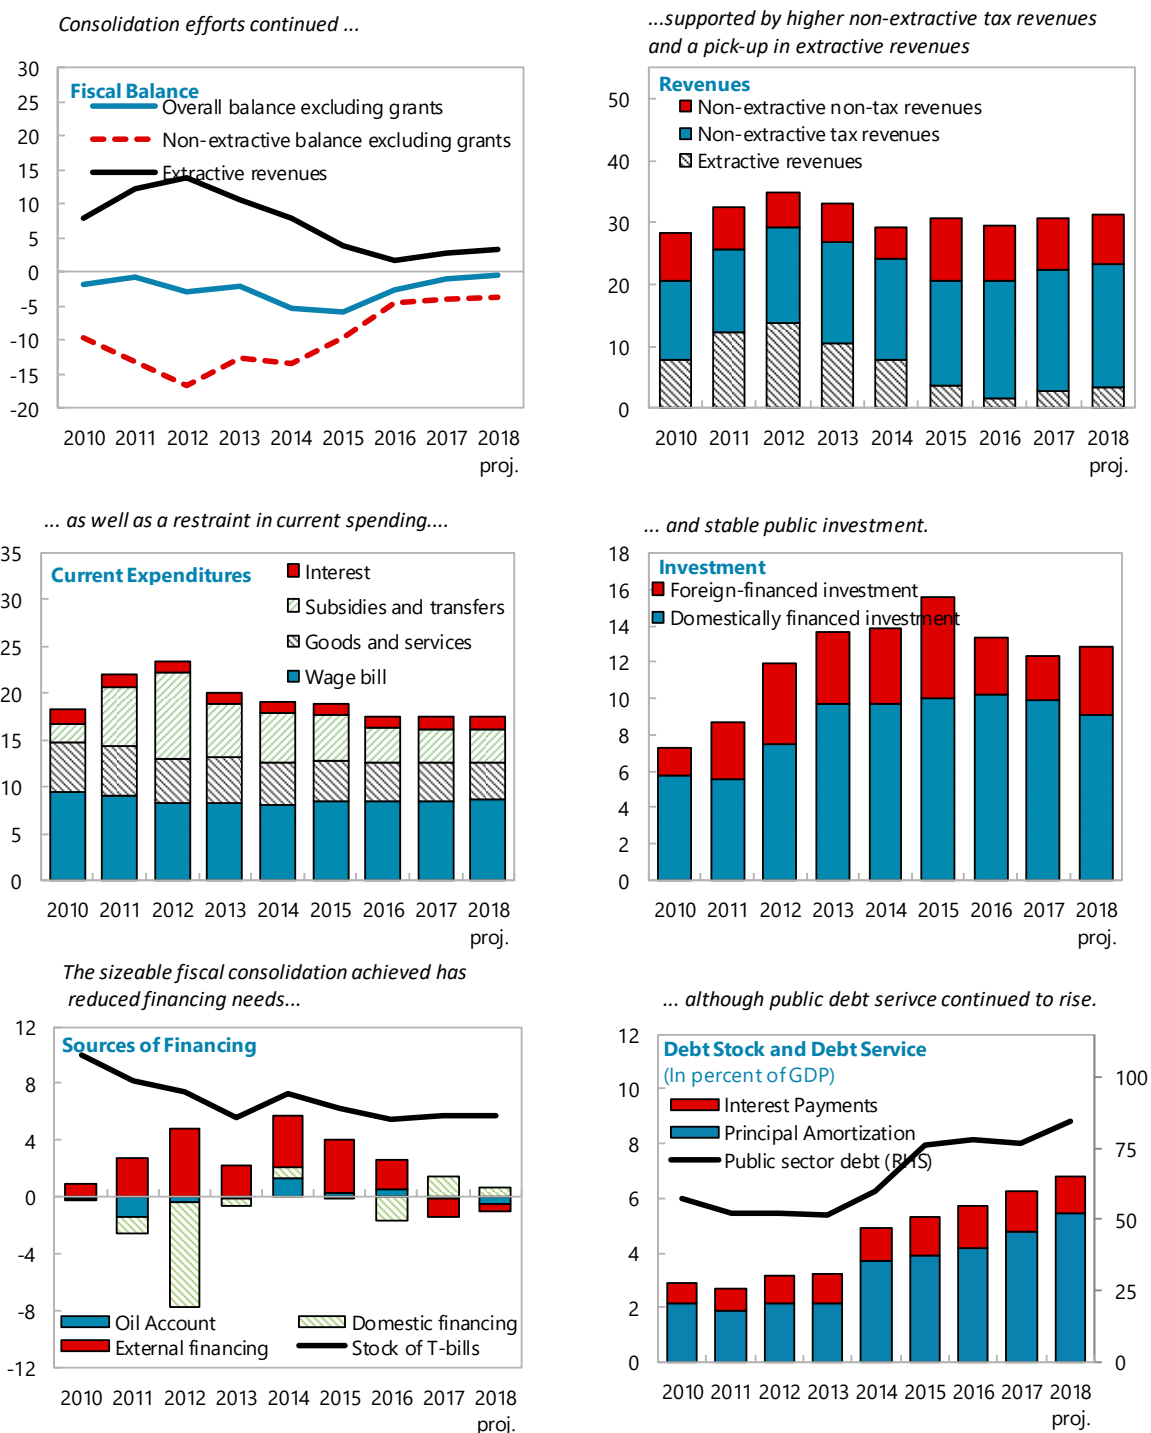 Consolidation efforts continued ...
30
25
20
15
10
5
0
-5
-10
-15
-20
Fiscal Balance
Overall balance excluding grants
Non-extractive balance excluding grants
Extractive revenues
2010 2011 2012 2013 2014 2015 2016 2017 2018
proj.
...supported by higher non-extractive tax revenues
and a pick-up in extractive revenues
50
40
30
20
10
0
Revenues
Non-extractive non-tax revenues
Non-extractive tax revenues
Extractive revenues
2010 2011 2012 2013 2014 2015 2016 2017 2018
proj.
... as well as a restraint in current spending....
35
30
25
20
15
10
5
0
Current Expenditures
Interest
Subsidies and transfers
Goods and services
Wage bill
2010 2011 2012 2013 2014 2015 2016 2017 2018
proj.
... and stable public investment.
18
16
14
12
10
8
6
4
2
0
Investment
Foreign-financed investment
Domestically financed investment
2010 2011 2012 2013 2014 2015 2016 2017 2018
proj.
The sizeable fiscal consolidation achieved has
reduced financing needs...
12
8
4
0
-4
-8
-12
Sources of Financing
Oil Account
Domestic financing
External financing
Stock of T-bills
2010 2011 2012 2013 2014 2015 2016 2017 2018
proj.
... although public debt serivce continued to rise.
12
10
8
6
4
2
0
Debt Stock and Debt Service
(In percent of GDP)
Interest Payments
Principal Amortization
Public sector debt (RHS)
100
75
50
25
0
2010 2011 2012 2013 2014 2015 2016 2017 2018
proj.